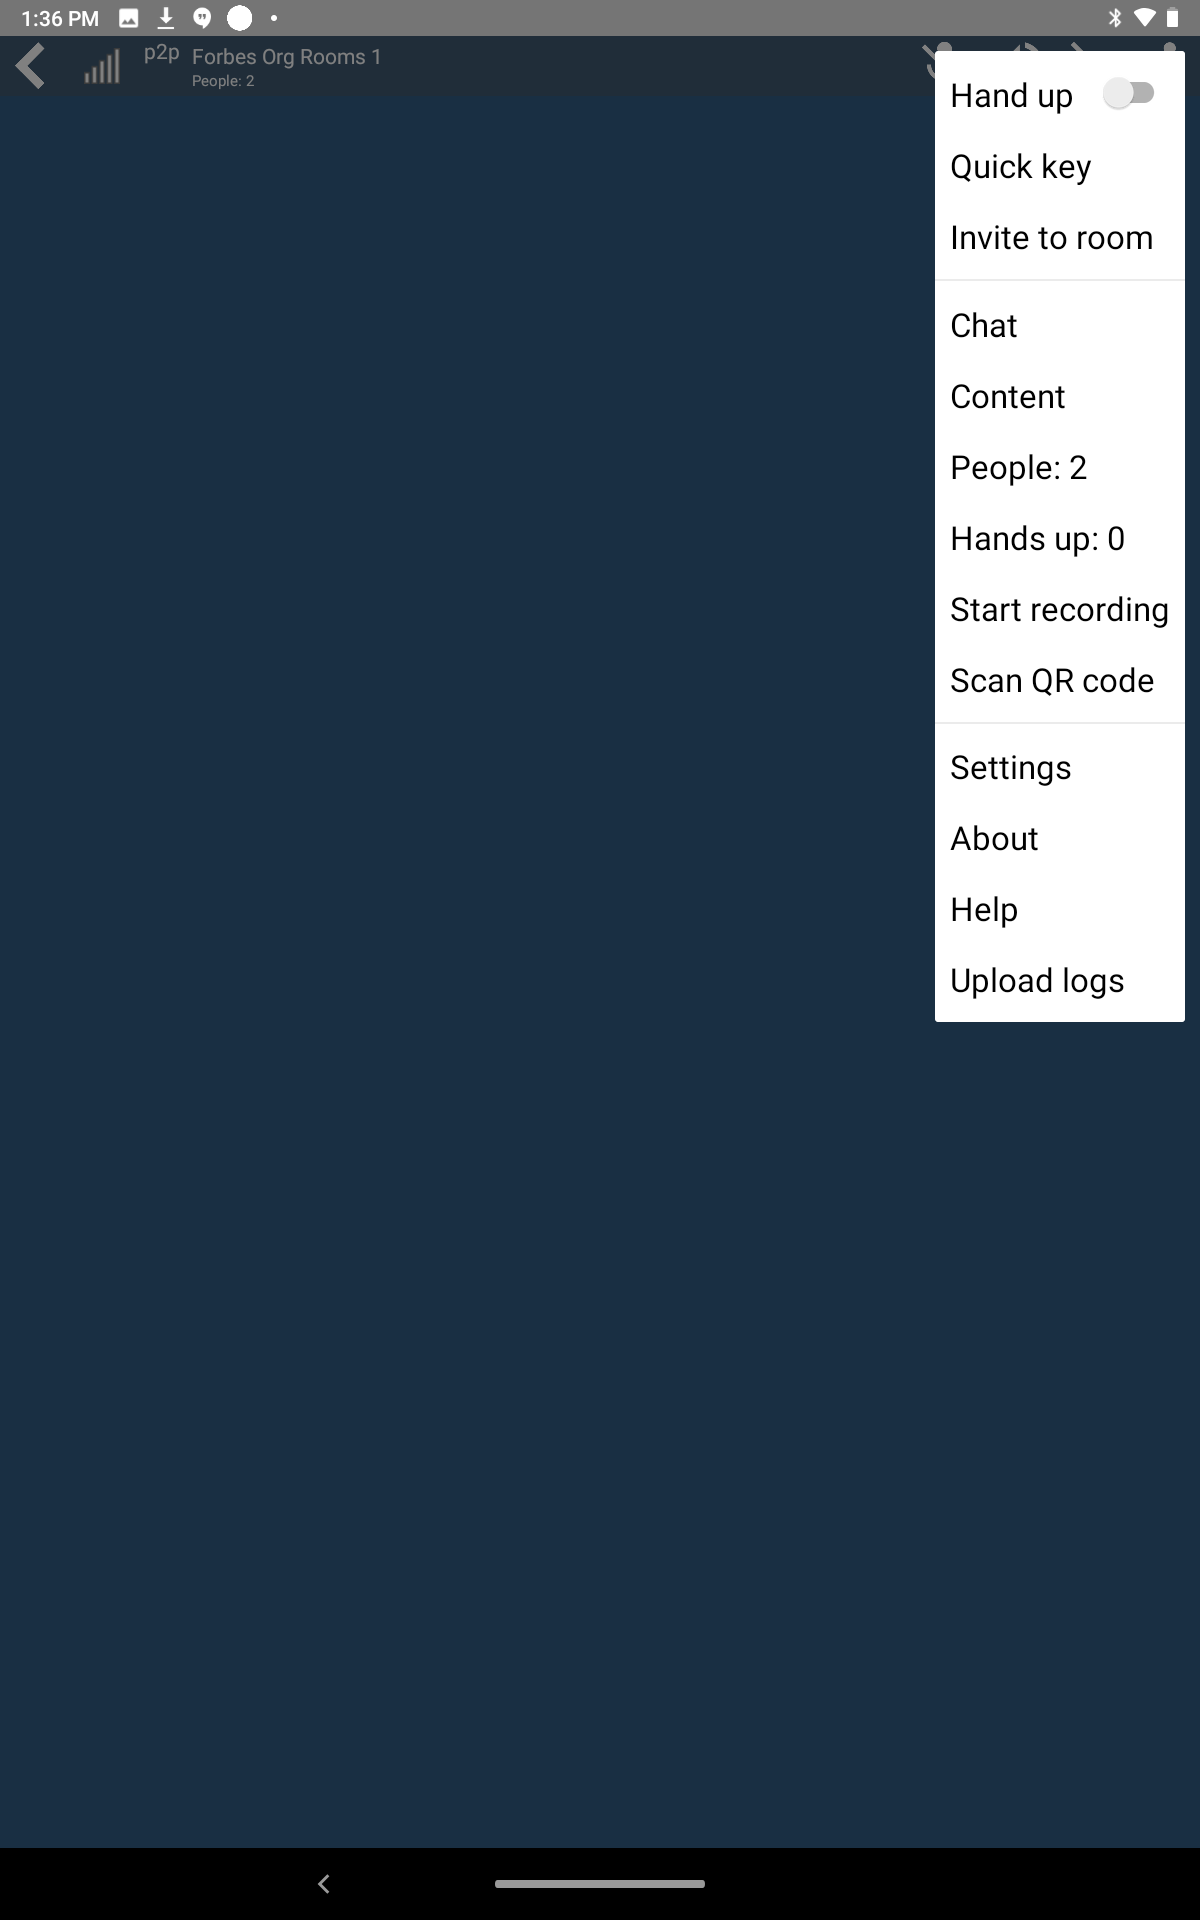 1:36 PM
p2p Forbes Org Rooms 1
People: 2
Hand up
Quick key
Invite to room
Chat
Content
People: 2
Hands up: 0
Start recording
Scan QR code
Settings
About
Help
Upload logs